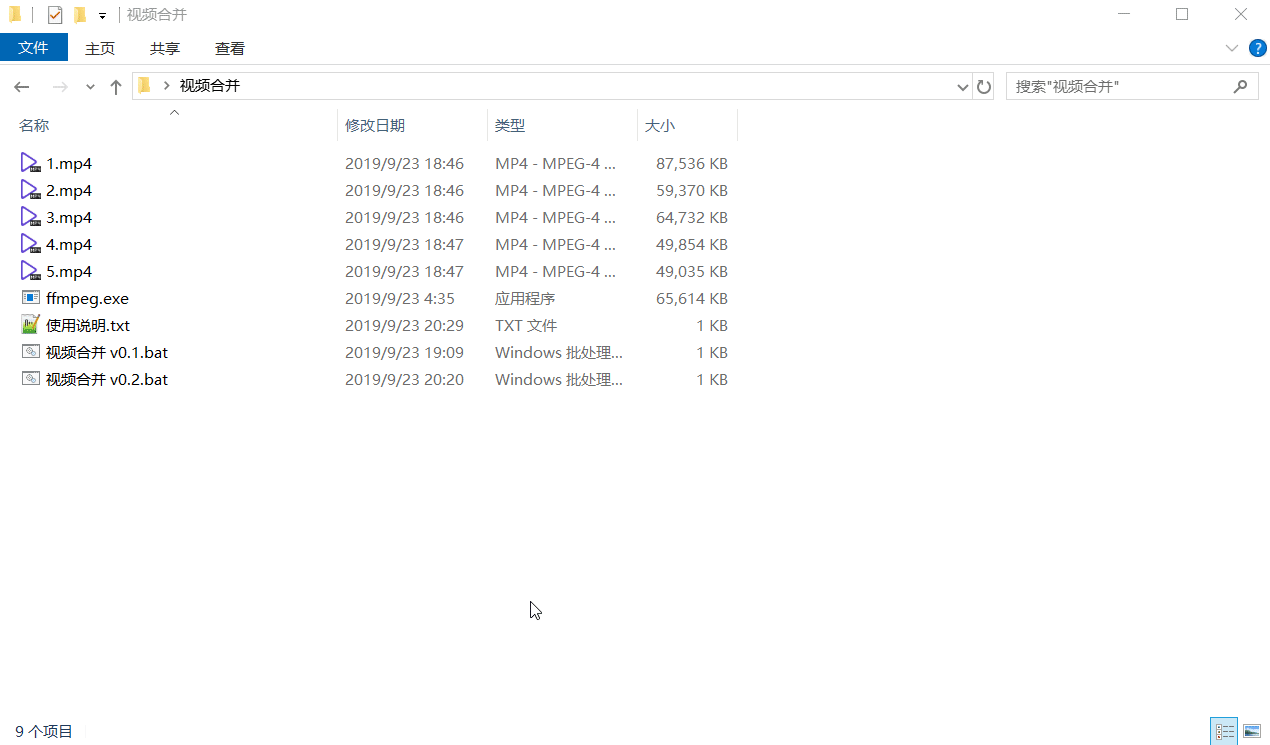 视频合并
文件 主页 共享 查看
视频合并 搜索"视频合并"
名称 修改日期 类型 大小
1.mp4 2019/9/23 18:46 MP4 - MPEG-4 ... 87,536 KB
2.mp4 2019/9/23 18:46 MP4 - MPEG-4 ... 59,370 KB
3.mp4 2019/9/23 18:46 MP4 - MPEG-4 ... 64,732 KB
4.mp4 2019/9/23 18:47 MP4 - MPEG-4 ... 49,854 KB
5.mp4 2019/9/23 18:47 MP4 - MPEG-4 ... 49,035 KB
ffmpeg.exe 2019/9/23 4:35 应用程序 65,614 KB
使用说明.txt 2019/9/23 20:29 TXT 文件 1 KB
视频合并 v0.1.bat 2019/9/23 19:09 Windows 批处理... 1 KB
视频合并 v0.2.bat 2019/9/23 20:20 Windows 批处理... 1 KB
9 个项目